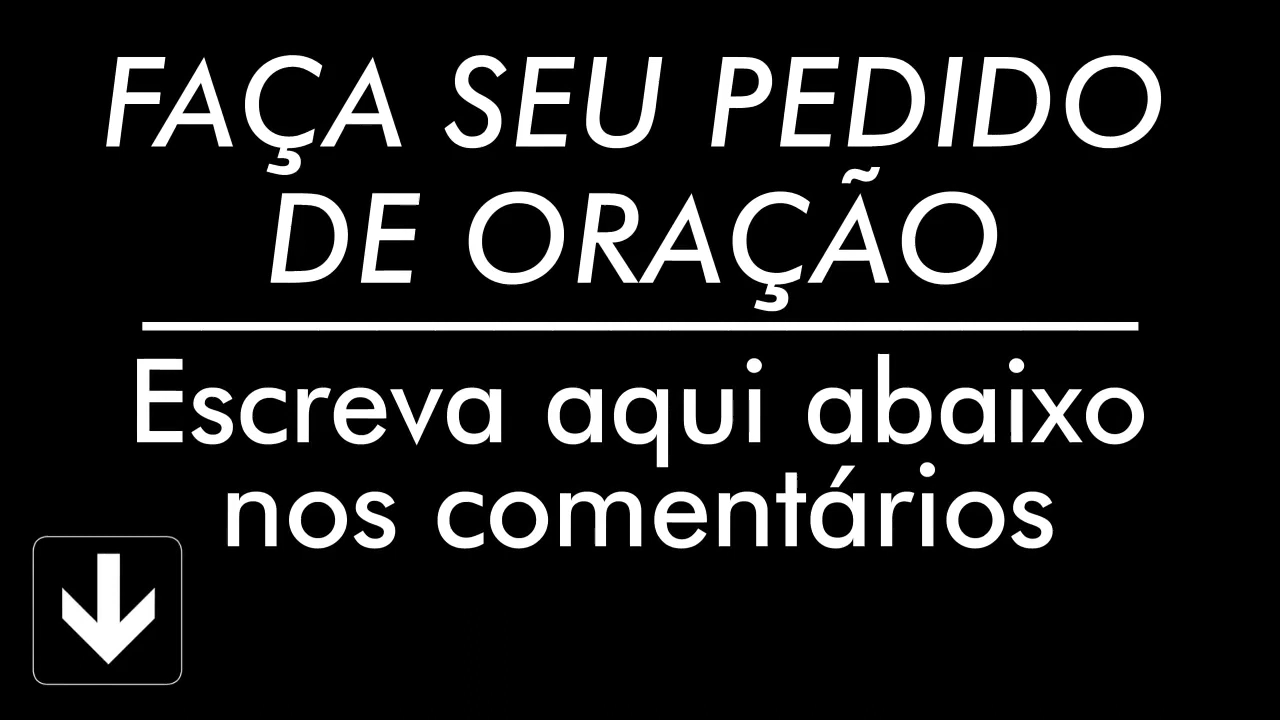 FAÇA SEU PEDIDO
DE ORAÇÃO
Escreva aqui abaixo
nos comentários